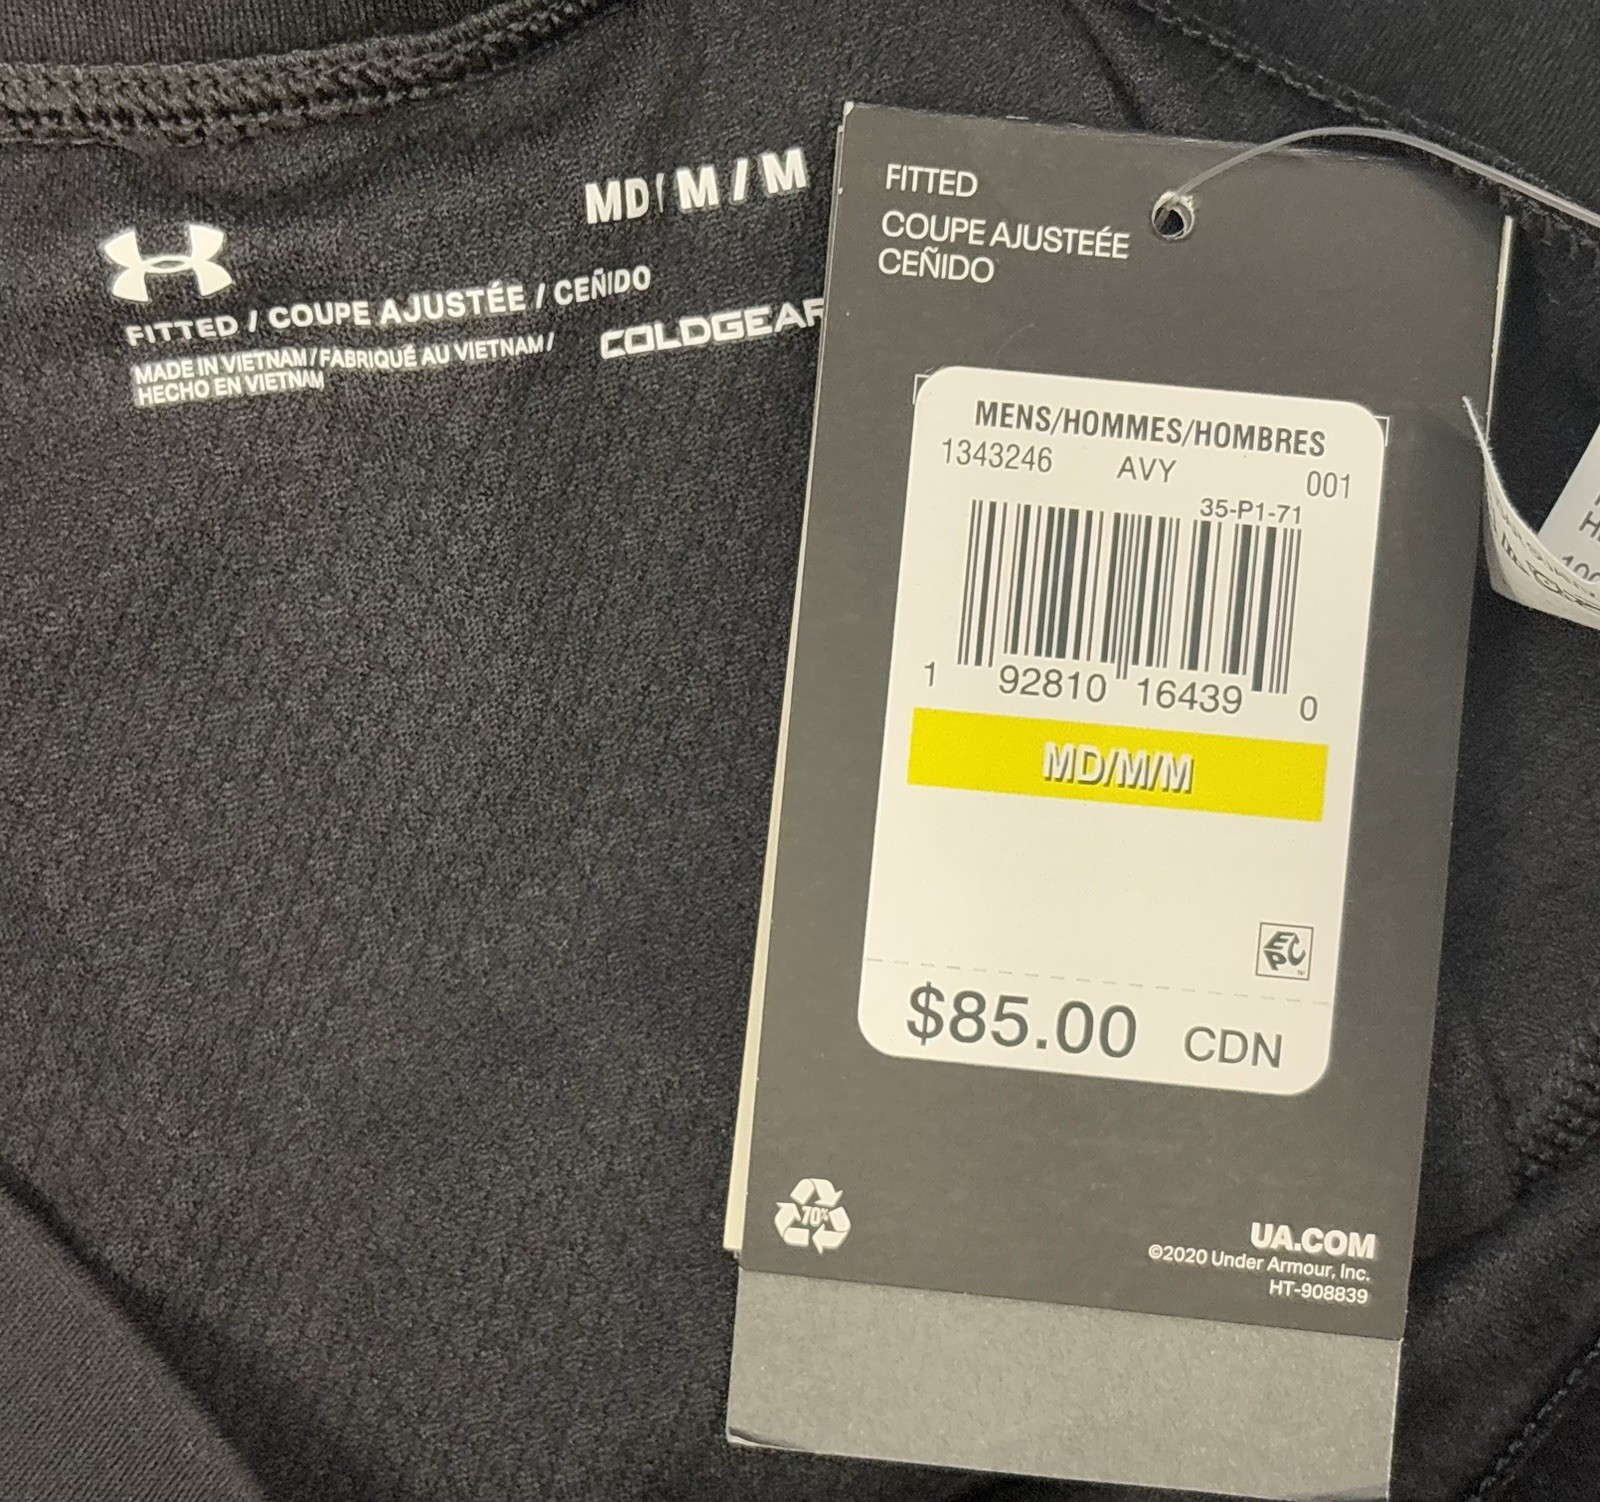 MD / M / M
FITTED / COUPE AJUSTÉE / CEÑIDO
MADE IN VIETNAM / FABRIQUÉ AU VIETNAM /
HECHO EN VIETNAM
COLDGEAR
FITTED
COUPE AJUSTEÉE
CEÑIDO
MENS/HOMMES/HOMBRES
1343246 AVY 001
35-P1-71
1 92810 16439 0
MD/M/M
$85.00 CDN
70%
UA.COM
©2020 Under Armour, Inc.
HT-908839